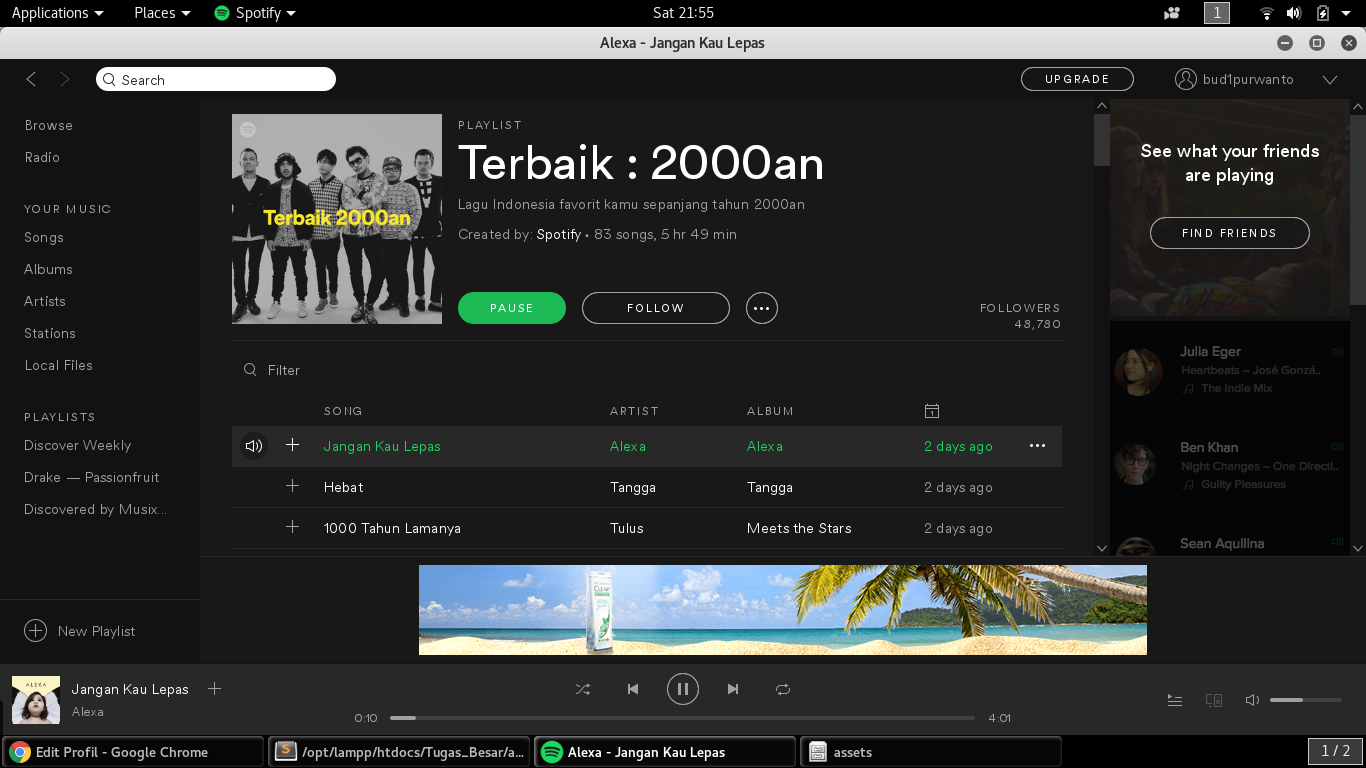 Applications Places Spotify Sat 21:55 1
Alexa - Jangan Kau Lepas
Search UPGRADE bud1purwanto
Browse
Radio
YOUR MUSIC
Songs
Albums
Artists
Stations
Local Files
PLAYLISTS
Discover Weekly
Drake — Passionfruit
Discovered by Musix...
New Playlist
Terbaik 2000an
PLAYLIST
Terbaik : 2000an
Lagu Indonesia favorit kamu sepanjang tahun 2000an
Created by: Spotify • 83 songs, 5 hr 49 min
PAUSE FOLLOW
FOLLOWERS
43,780
Filter
SONG ARTIST ALBUM
Jangan Kau Lepas Alexa Alexa 2 days ago
Hebat Tangga Tangga 2 days ago
1000 Tahun Lamanya Tulus Meets the Stars 2 days ago
See what your friends
are playing
FIND FRIENDS
Julia Eger
Heartbeats – José Gonzá..
The Indie Mix
Ben Khan
Night Changes – One Directi..
Guilty Pleasures
Sean Aquilina
CLEAR
ALEXA
Jangan Kau Lepas
Alexa
0:10 4:01
Edit Profil - Google Chrome /opt/lampp/htdocs/Tugas_Besar/a... Alexa - Jangan Kau Lepas assets 1 / 2